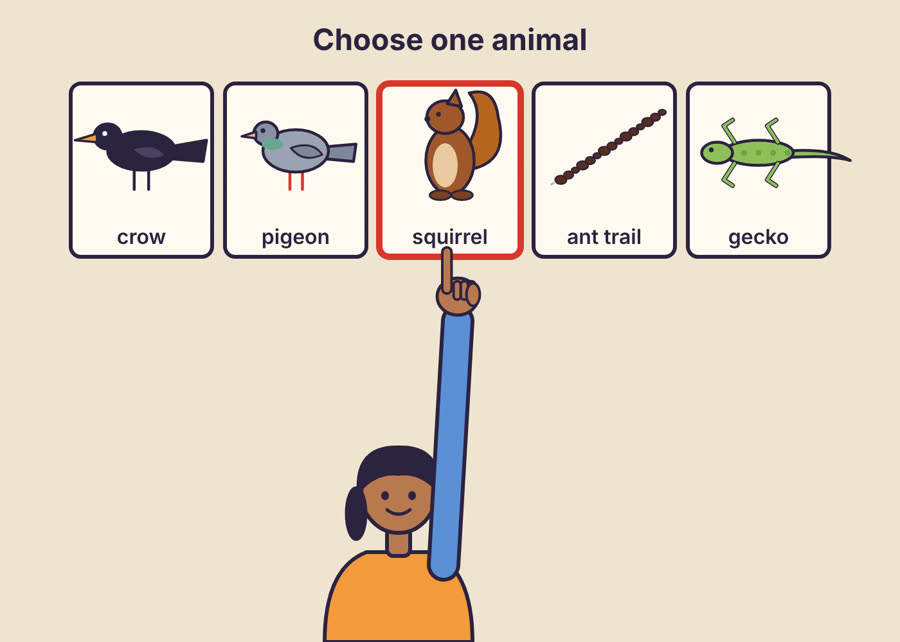 Choose one animal
crow
pigeon
squirrel
ant trail
gecko